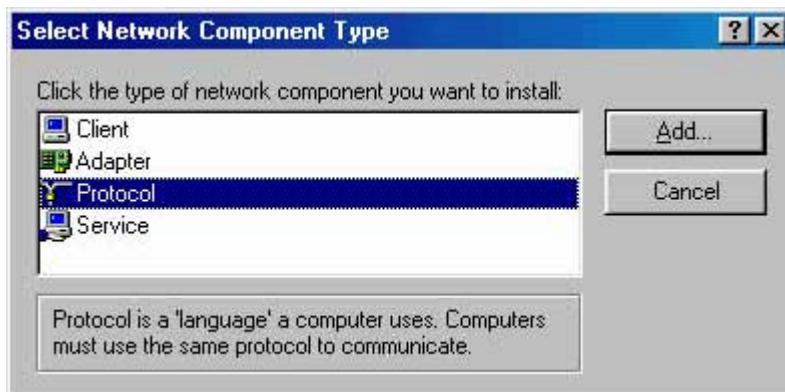 Select Network Component Type
Click the type of network component you want to install:
Client
Adapter
Protocol
Service
Add...
Cancel
Protocol is a 'language' a computer uses. Computers
must use the same protocol to communicate.